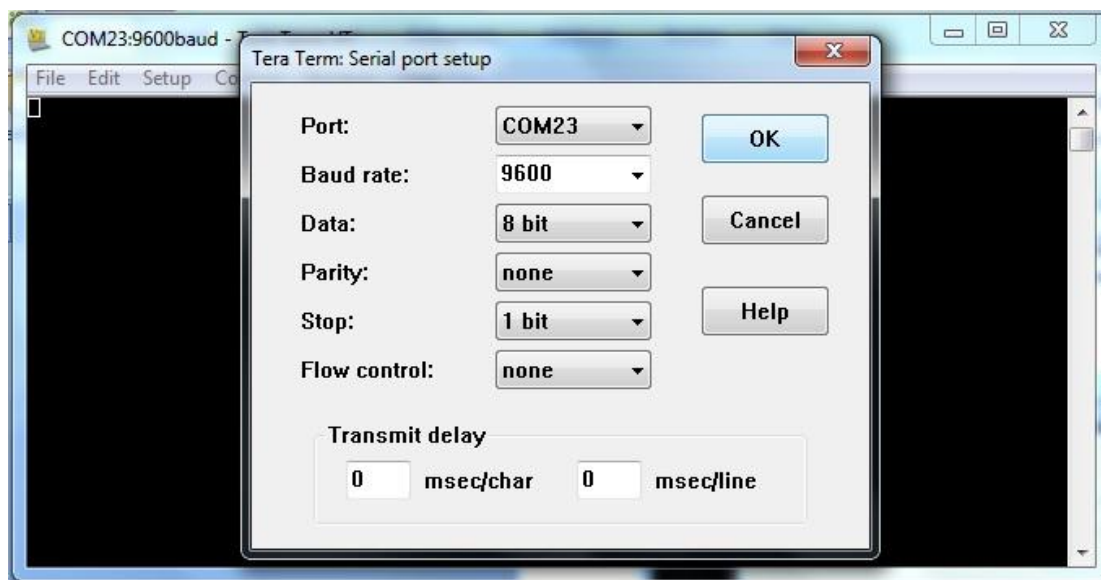 COM23:9600baud -
Tera Term: Serial port setup
File Edit Setup
Port: COM23 OK
Baud rate: 9600
Data: 8 bit Cancel
Parity: none
Stop: 1 bit Help
Flow control: none
Transmit delay
0 msec/char 0 msec/line